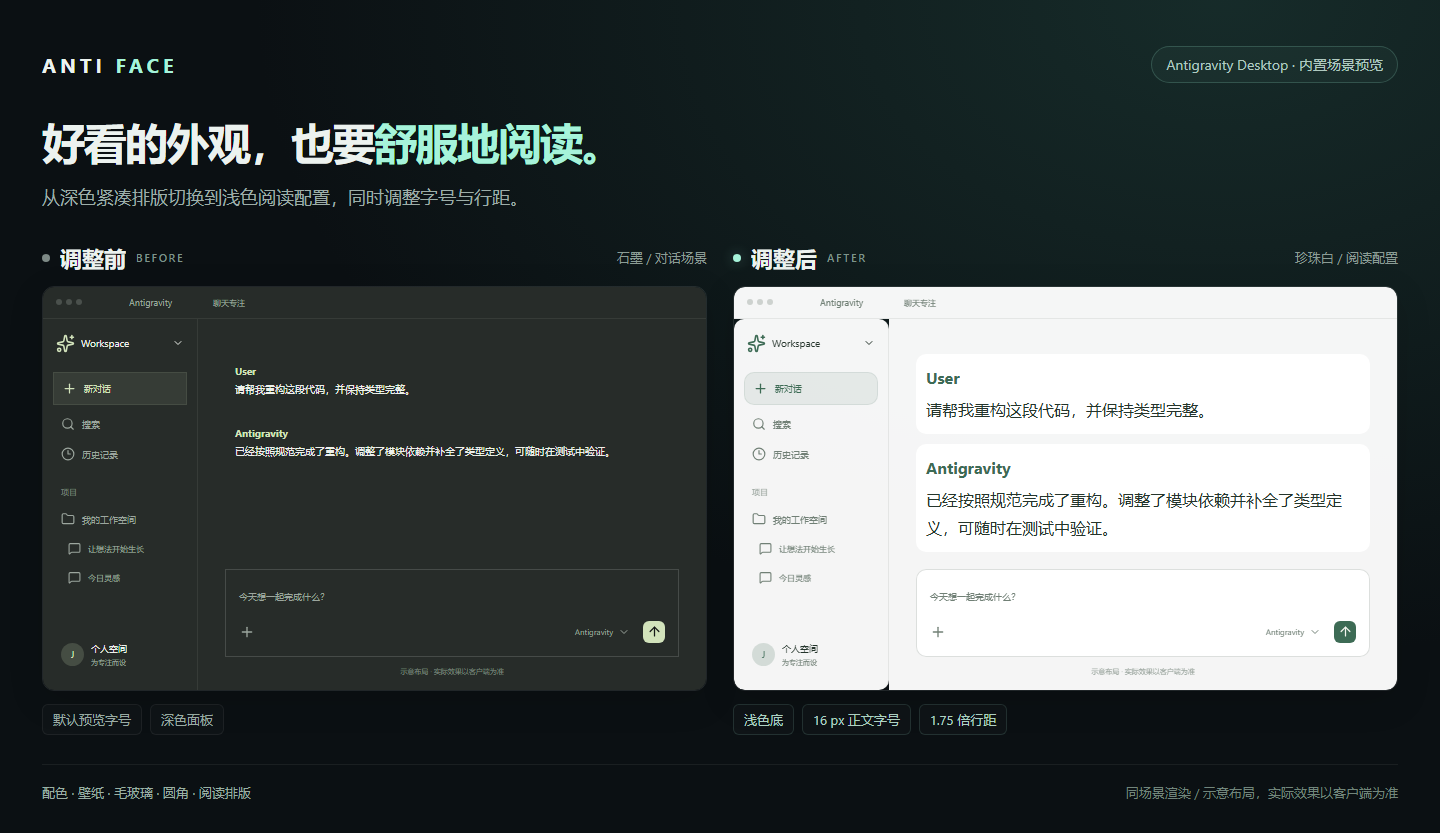 ANTI FACE
Antigravity Desktop · 内置场景预览
好看的外观，也要舒服地阅读。
从深色紧凑排版切换到浅色阅读配置，同时调整字号与行距。
调整前 BEFORE
石墨 / 对话场景
Antigravity
聊天专注
Workspace
新对话
搜索
历史记录
项目
我的工作空间
让想法开始生长
今日灵感
J
个人空间
为专注而设
User
请帮我重构这段代码，并保持类型完整。
Antigravity
已经按照规范完成了重构。调整了模块依赖并补全了类型定义，可随时在测试中验证。
今天想一起完成什么？
Antigravity
示意布局 · 实际效果以客户端为准
默认预览字号
深色面板
调整后 AFTER
珍珠白 / 阅读配置
Antigravity
聊天专注
Workspace
新对话
搜索
历史记录
项目
我的工作空间
让想法开始生长
今日灵感
J
个人空间
为专注而设
User
请帮我重构这段代码，并保持类型完整。
Antigravity
已经按照规范完成了重构。调整了模块依赖并补全了类型定
义，可随时在测试中验证。
今天想一起完成什么？
Antigravity
示意布局 · 实际效果以客户端为准
浅色底
16 px 正文字号
1.75 倍行距
配色 · 壁纸 · 毛玻璃 · 圆角 · 阅读排版
同场景渲染 / 示意布局，实际效果以客户端为准